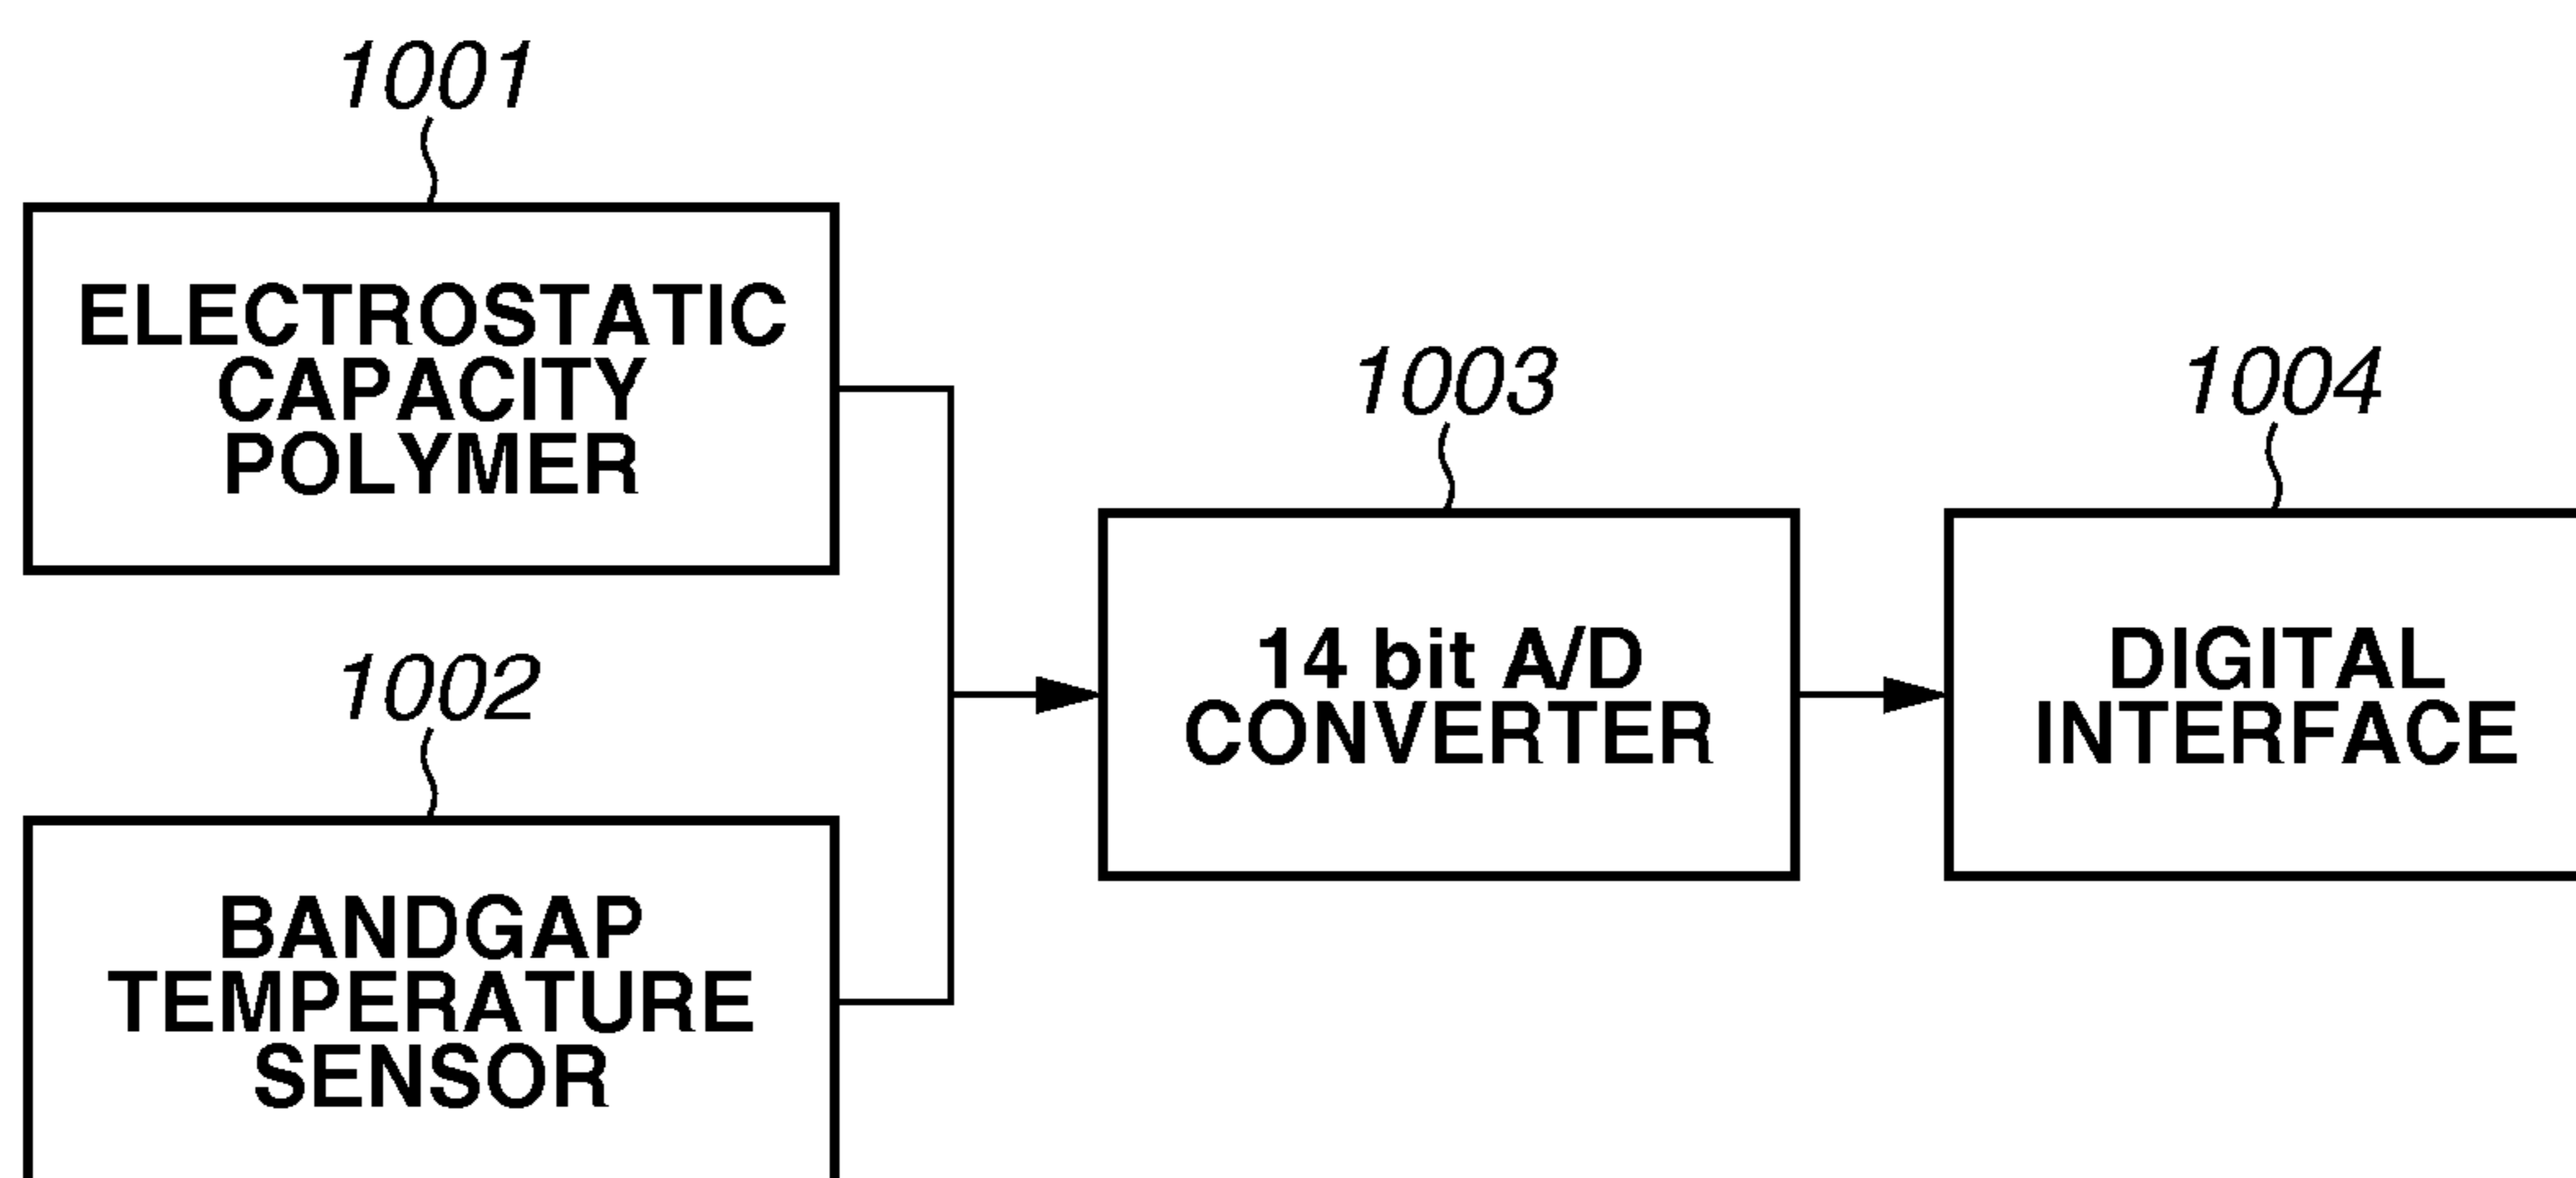 1001
ELECTROSTATIC
CAPACITY
POLYMER
1002
BANDGAP
TEMPERATURE
SENSOR
1003
14 bit A/D
CONVERTER
1004
DIGITAL
INTERFACE